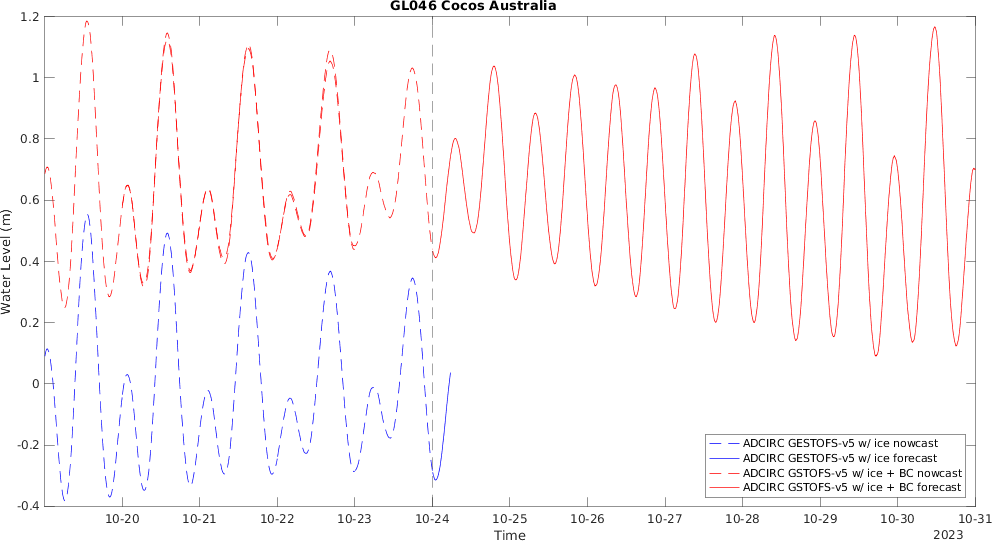 GL046 Cocos Australia
1.2
1
0.8
0.6
0.4
0.2
0
-0.2
-0.4
Water Level (m)
ADCIRC GESTOFS-v5 w/ ice nowcast
ADCIRC GESTOFS-v5 w/ ice forecast
ADCIRC GSTOFS-v5 w/ ice + BC nowcast
ADCIRC GSTOFS-v5 w/ ice + BC forecast
10-20 10-21 10-22 10-23 10-24 10-25 10-26 10-27 10-28 10-29 10-30 10-31
Time
2023